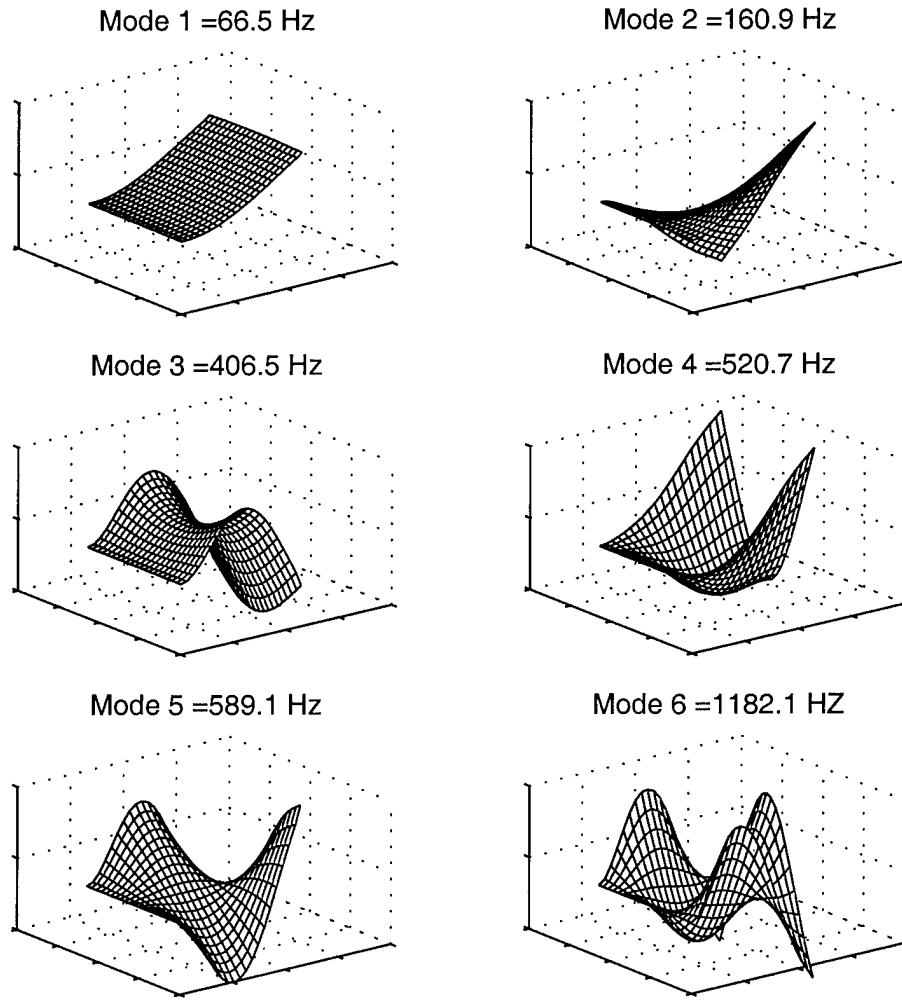 Mode 1 =66.5 Hz
Mode 2 =160.9 Hz
Mode 3 =406.5 Hz
Mode 4 =520.7 Hz
Mode 5 =589.1 Hz
Mode 6 =1182.1 HZ